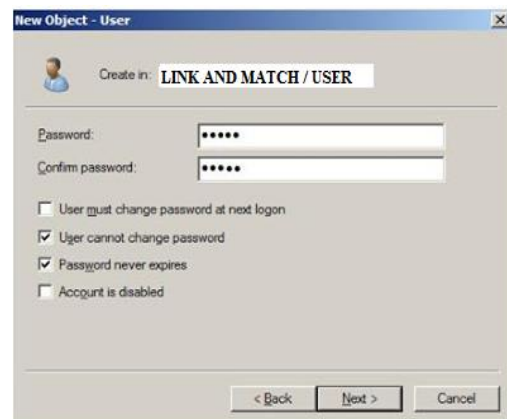 New Object - User
Create in: LINK AND MATCH / USER
Password: •••••
Confirm password: •••••
User must change password at next logon
User cannot change password
Password never expires
Account is disabled
< Back Next > Cancel